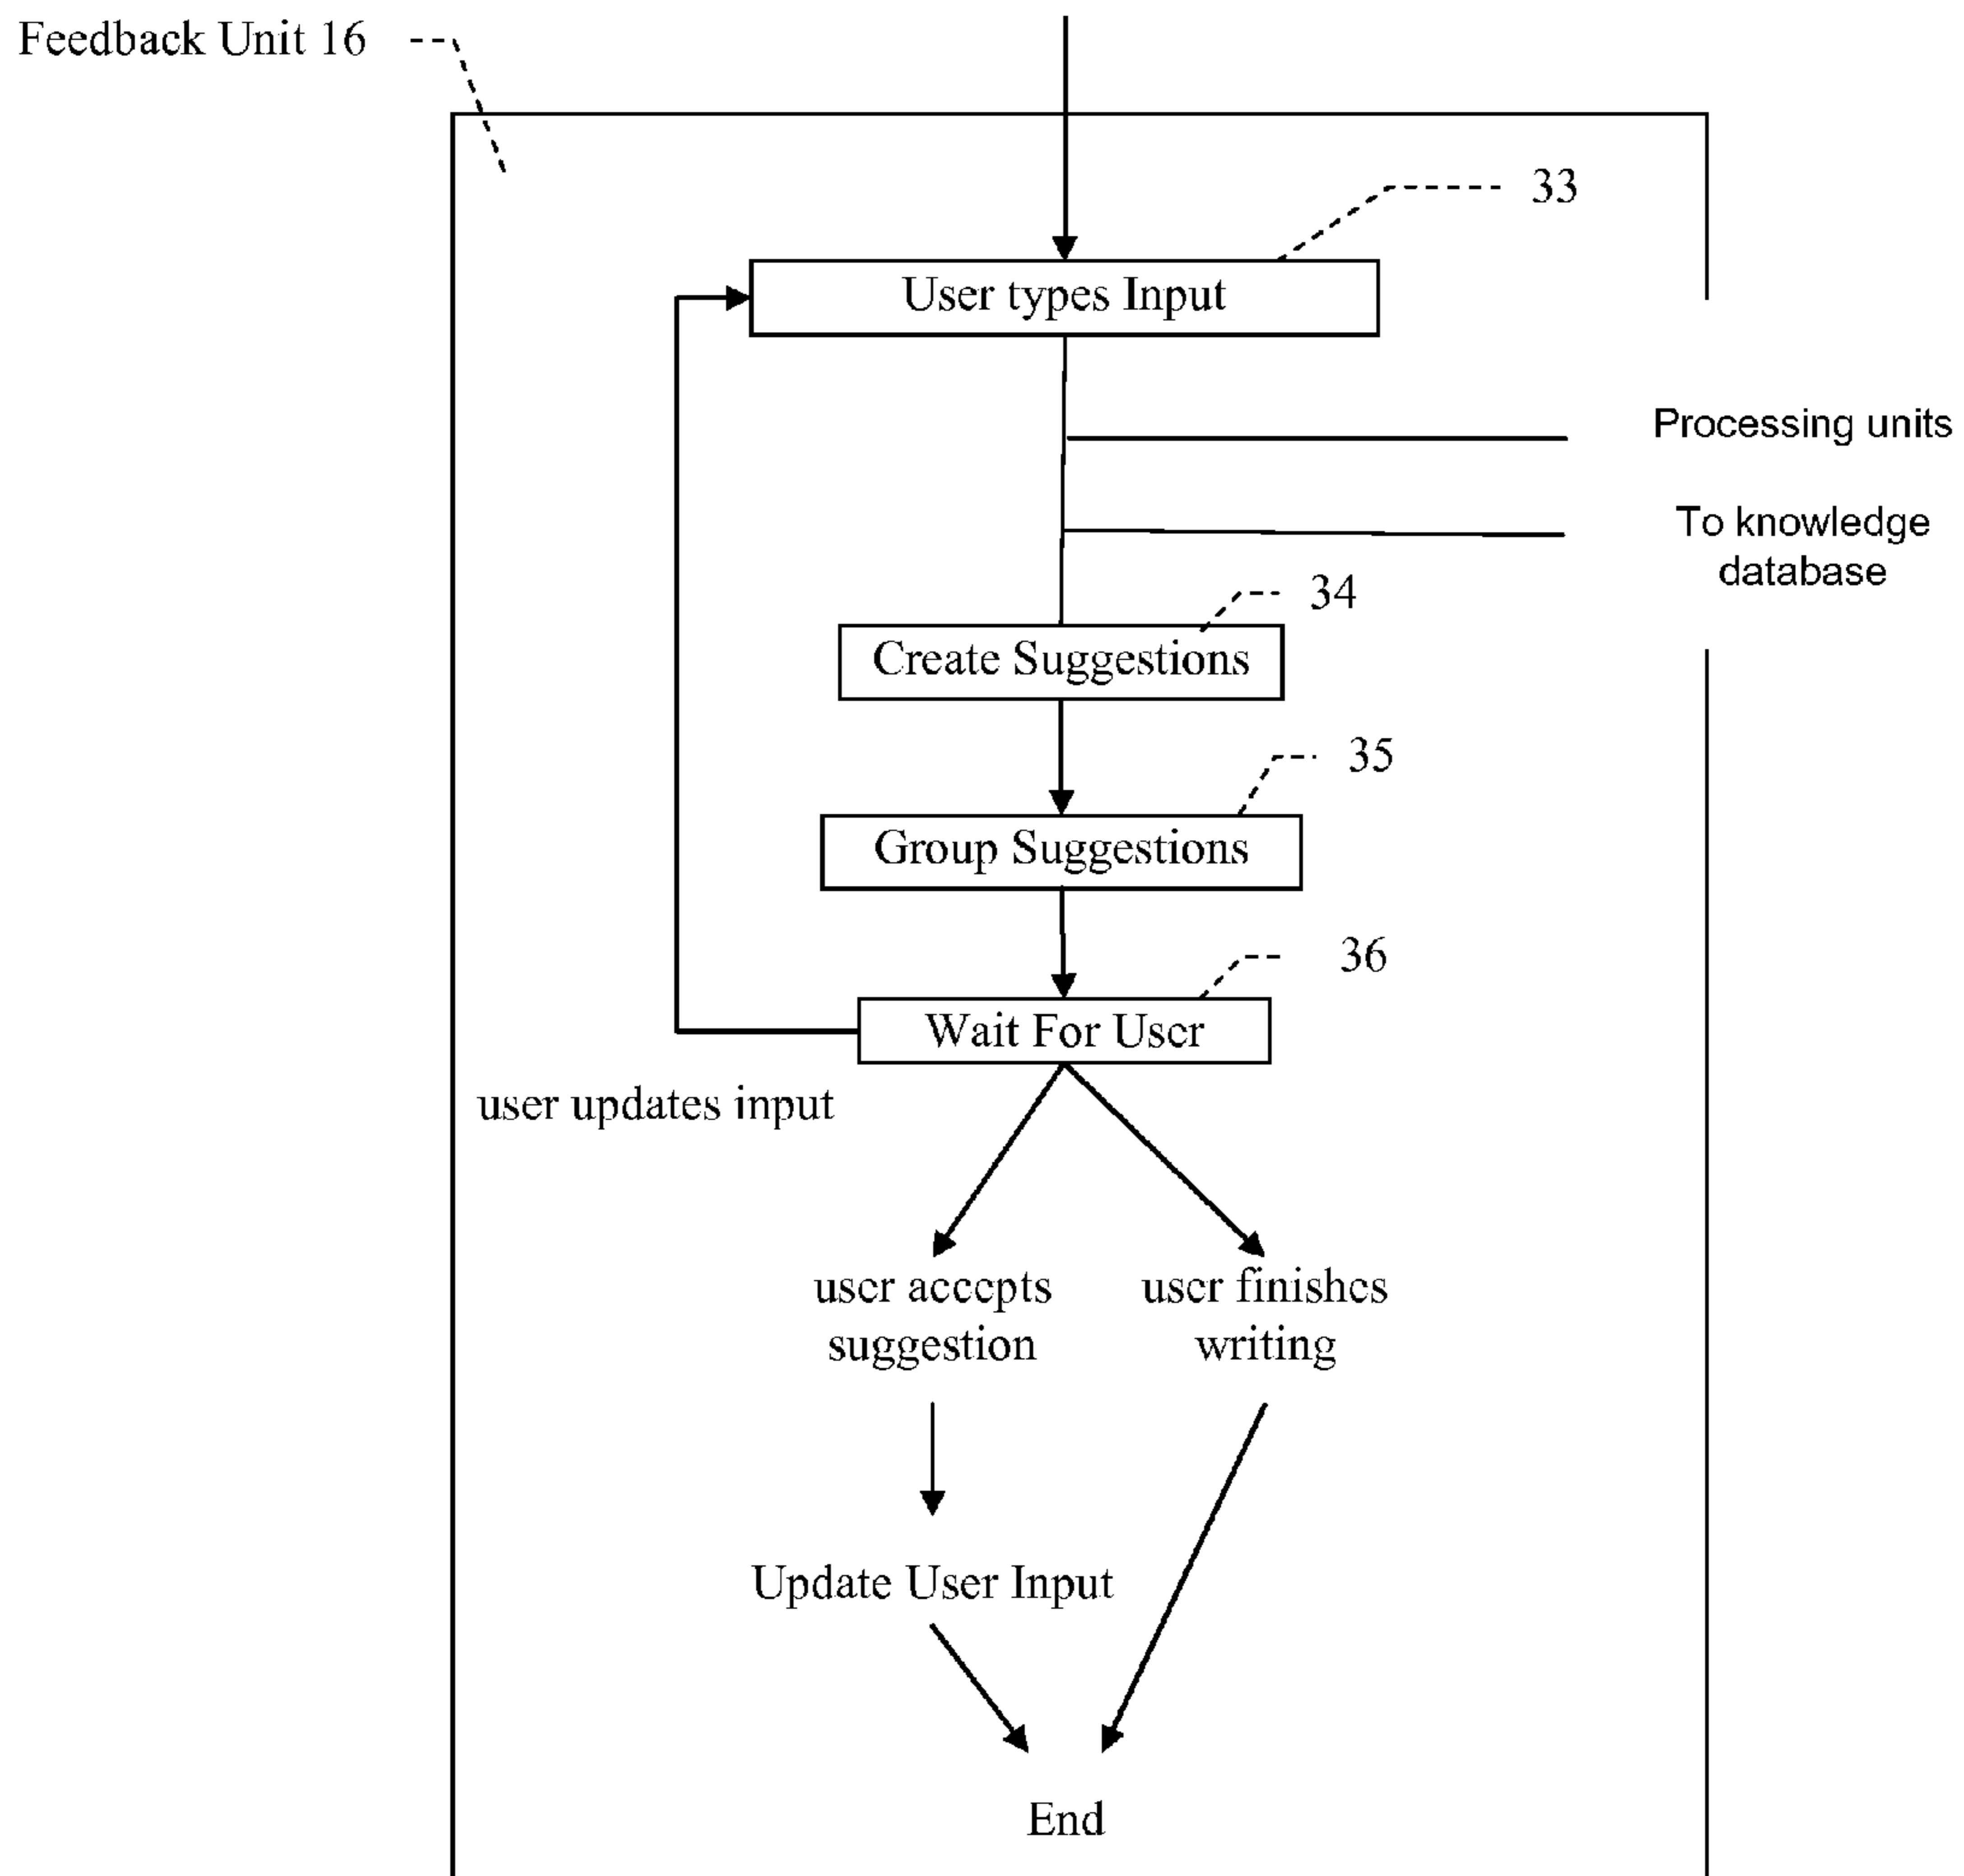 Feedback Unit 16
33
User types Input
Processing units
To knowledge
database
34
Create Suggestions
35
Group Suggestions
36
Wait For User
user updates input
user accepts
suggestion
user finishes
writing
Update User Input
End